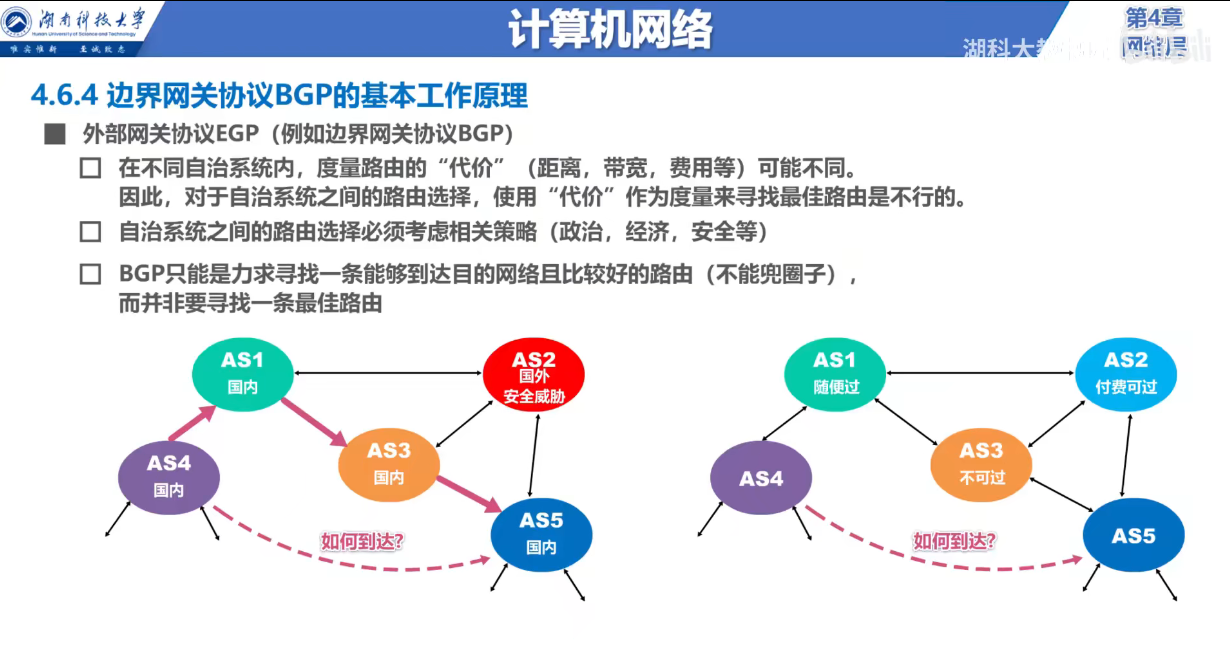 湖南科技大学
Hunan University of Science and Technology
唯实惟新 至诚致志
计算机网络
第4章
网络层
4.6.4 边界网关协议BGP的基本工作原理
外部网关协议EGP（例如边界网关协议BGP）
在不同自治系统内，度量路由的“代价”（距离，带宽，费用等）可能不同。
因此，对于自治系统之间的路由选择，使用“代价”作为度量来寻找最佳路由是不行的。
自治系统之间的路由选择必须考虑相关策略（政治，经济，安全等）
BGP只能是力求寻找一条能够到达目的网络且比较好的路由（不能兜圈子），
而并非要寻找一条最佳路由
AS1
国内
AS2
国外
安全威胁
AS3
国内
AS4
国内
AS5
国内
如何到达?
AS1
随便过
AS2
付费可过
AS3
不可过
AS4
AS5
如何到达?